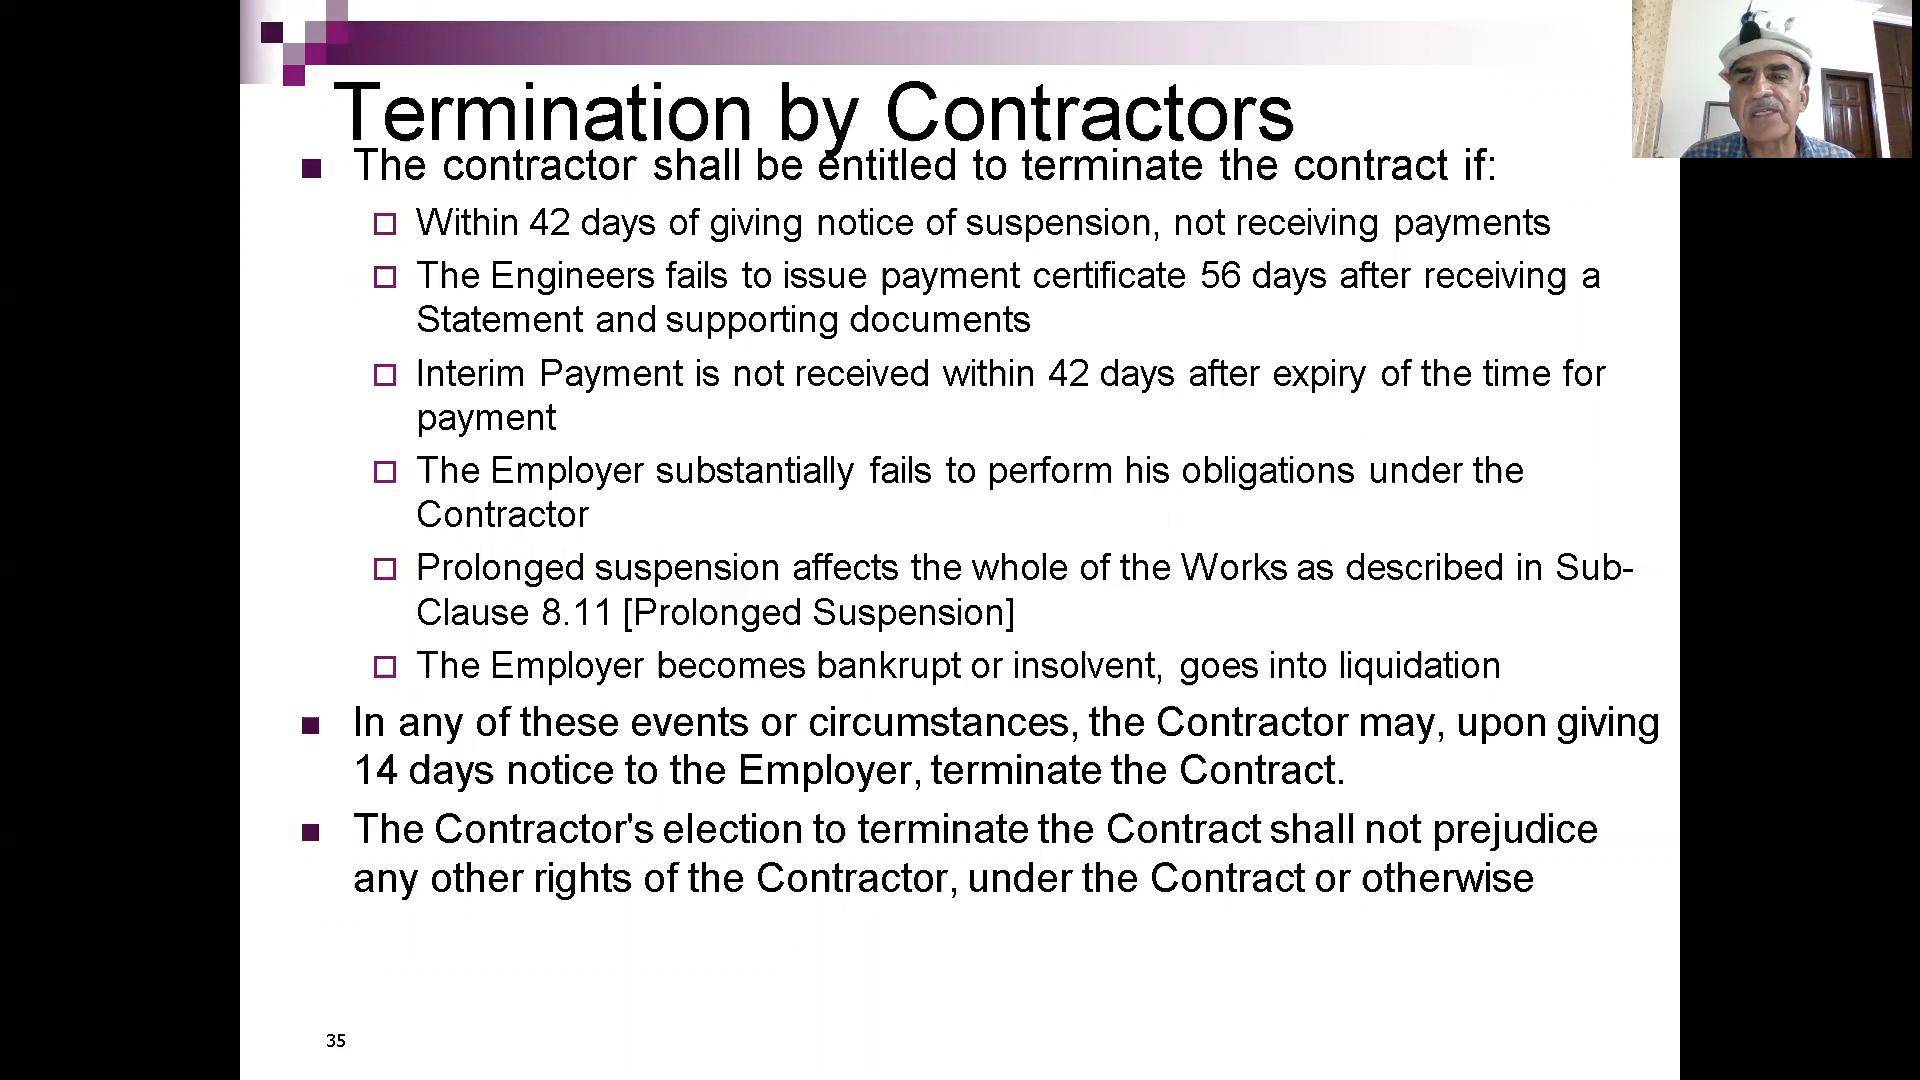 Termination by Contractors
The contractor shall be entitled to terminate the contract if:
Within 42 days of giving notice of suspension, not receiving payments
The Engineers fails to issue payment certificate 56 days after receiving a
Statement and supporting documents
Interim Payment is not received within 42 days after expiry of the time for
payment
The Employer substantially fails to perform his obligations under the
Contractor
Prolonged suspension affects the whole of the Works as described in Sub-
Clause 8.11 [Prolonged Suspension]
The Employer becomes bankrupt or insolvent, goes into liquidation
In any of these events or circumstances, the Contractor may, upon giving
14 days notice to the Employer, terminate the Contract.
The Contractor's election to terminate the Contract shall not prejudice
any other rights of the Contractor, under the Contract or otherwise
35